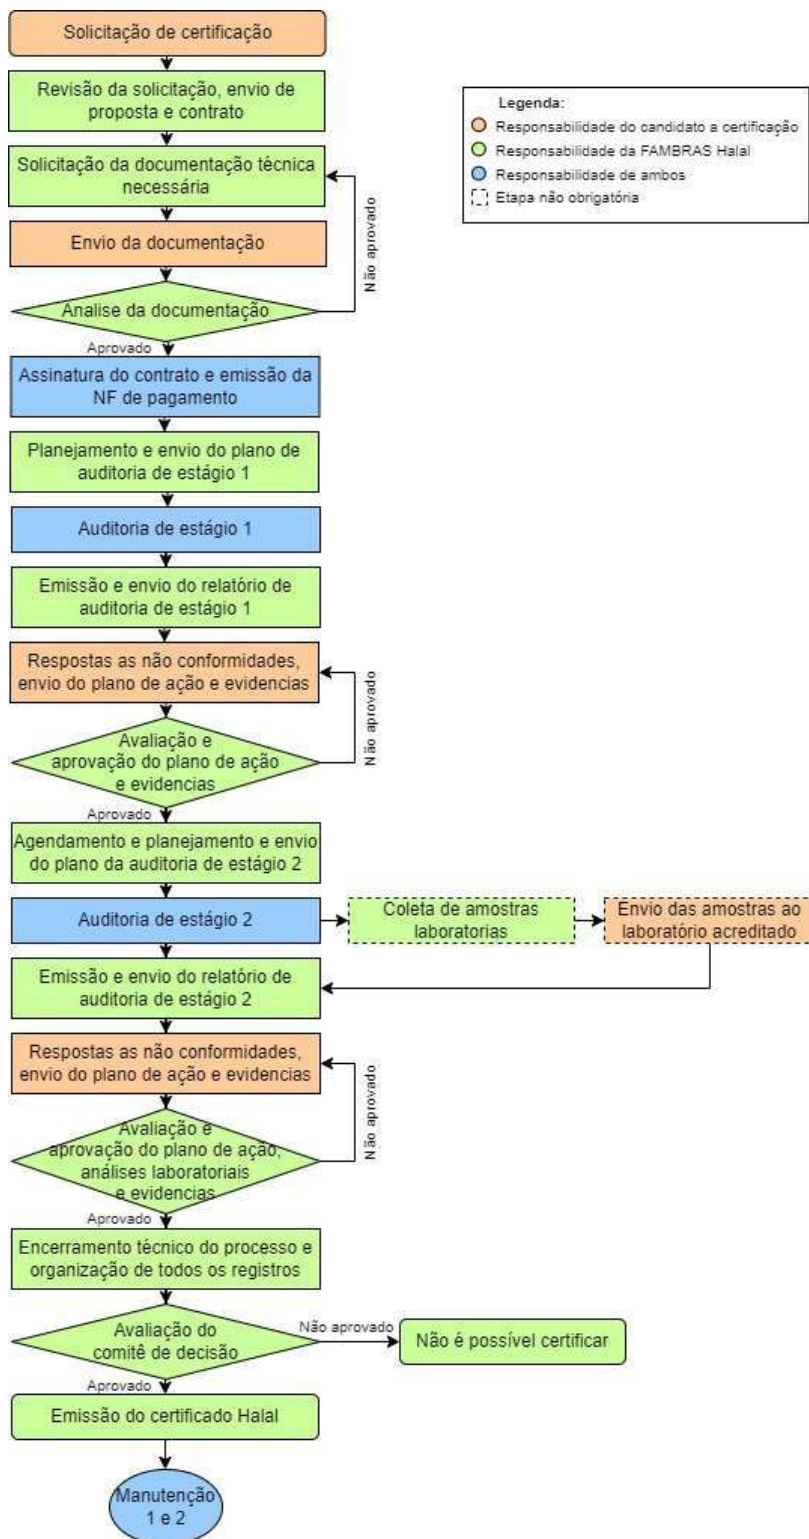 Solicitação de certificação
Revisão da solicitação, envio de
proposta e contrato
Legenda:
Responsabilidade do candidato a certificação
Responsabilidade da FAMBRAS Halal
Responsabilidade de ambos
Etapa não obrigatória
Solicitação da documentação técnica
necessária
Envio da documentação
Não aprovado
Analise da documentação
Aprovado
Assinatura do contrato e emissão da
NF de pagamento
Planejamento e envio do plano de
auditoria de estágio 1
Auditoria de estágio 1
Emissão e envio do relatório de
auditoria de estágio 1
Respostas as não conformidades,
envio do plano de ação e evidencias
Não aprovado
Avaliação e
aprovação do plano de ação
e evidencias
Aprovado
Agendamento e planejamento e envio
do plano da auditoria de estágio 2
Auditoria de estágio 2
Coleta de amostras
laboratorias
Envio das amostras ao
laboratório acreditado
Emissão e envio do relatório de
auditoria de estágio 2
Respostas as não conformidades,
envio do plano de ação e evidencias
Não aprovado
Avaliação e
aprovação do plano de ação,
análises laboratoriais
e evidencias
Aprovado
Encerramento técnico do processo e
organização de todos os registros
Avaliação do
comitê de decisão
Não aprovado
Não é possível certificar
Aprovado
Emissão do certificado Halal
Manutenção
1 e 2